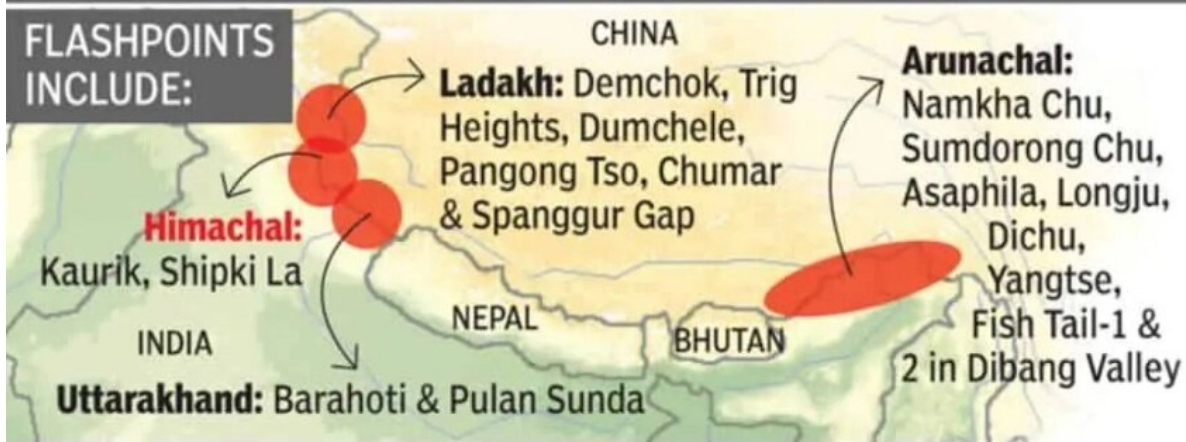 FLASHPOINTS
INCLUDE:
CHINA
Ladakh: Demchok, Trig
Heights, Dumchele,
Pangong Tso, Chumar
& Spanggur Gap
Arunachal:
Namkha Chu,
Sumdorong Chu,
Asaphila, Longju,
Dichu,
Yangtse,
Fish Tail-1 &
2 in Dibang Valley
Himachal:
Kaurik, Shipki La
INDIA
NEPAL
BHUTAN
Uttarakhand: Barahoti & Pulan Sunda